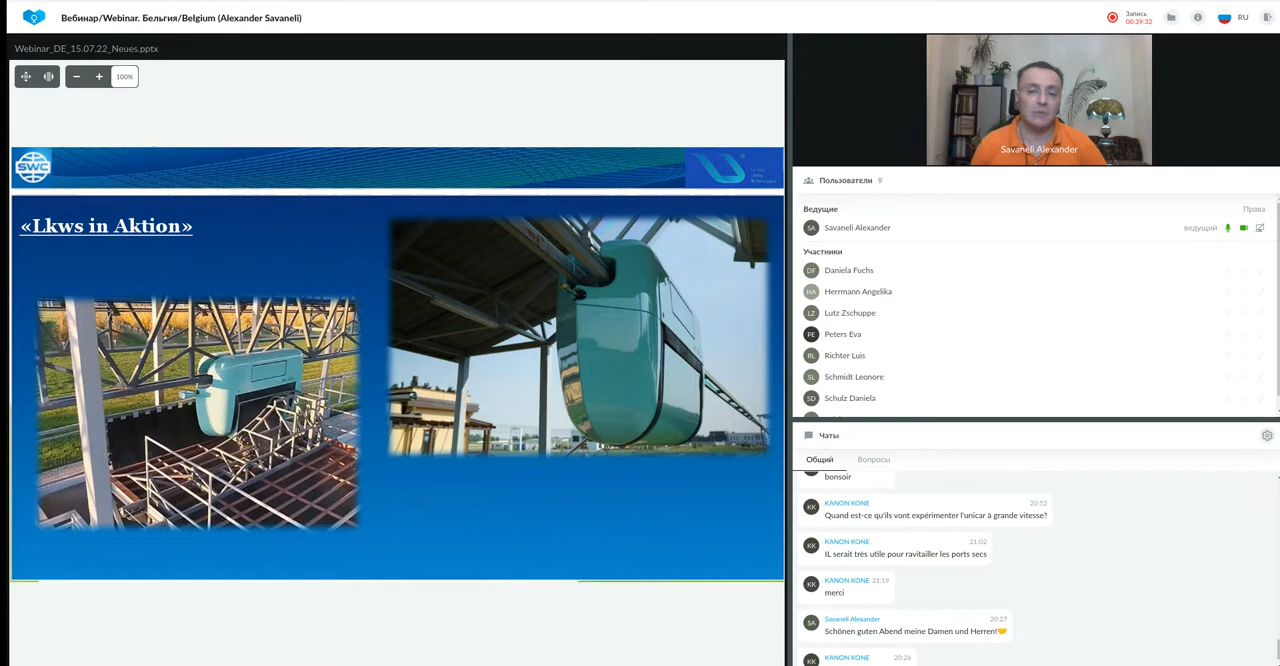 Вебинар/Webinar. Бельгия/Belgium (Alexander Savaneli)
Запись
00:39:32
RU
Webinar_DE_15.07.22_Neues.pptx
100%
SWC
«Lkws in Aktion»
Savaneli Alexander
Пользователи 9
Ведущие
Права
SA Savaneli Alexander
ведущий
Участники
DF Daniela Fuchs
HA Herrmann Angelika
LZ Lutz Zschuppe
PE Peters Eva
RL Richter Luis
SL Schmidt Leonore
SD Schulz Daniela
Чаты
Общий
Вопросы
bonsoir
KK KANON KONE 20:52
Quand est-ce qu'ils vont expérimenter l'unicar à grande vitesse?
KK KANON KONE 21:02
IL serait très utile pour ravitailler les ports secs
KK KANON KONE 21:19
merci
SA Savaneli Alexander 20:27
Schönen guten Abend meine Damen und Herren!🤝
KK KANON KONE 20:26